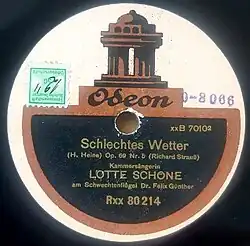 Odeon
O-8066
xxB 7010²
Schlechtes Wetter
(H. Heine) Op. 69 Nr. 5 (Richard Strauß)
Kammersängerin
LOTTE SCHÖNE
am Schwechtenflügel Dr. Felix Günther
Rxx 80214